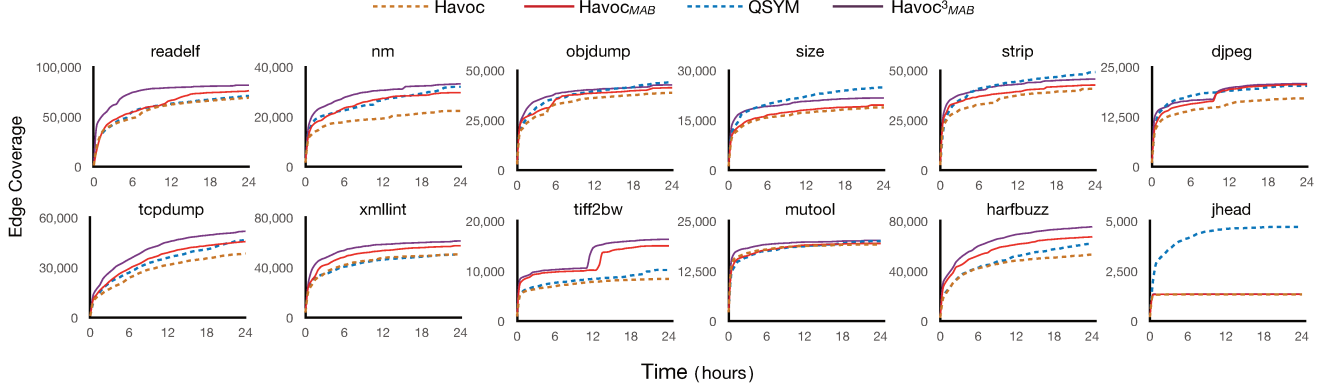 Havoc Havoc_MAB QSYM Havoc³_MAB
readelf nm objdump size strip djpeg
100,000 40,000 50,000 30,000 50,000 25,000
50,000 20,000 25,000 15,000 25,000 12,500
0 0 0 0 0 0
0 6 12 18 24 0 6 12 18 24 0 6 12 18 24 0 6 12 18 24 0 6 12 18 24 0 6 12 18 24
Edge Coverage
tcpdump xmllint tiff2bw mutool harfbuzz jhead
60,000 80,000 20,000 25,000 80,000 5,000
30,000 40,000 10,000 12,500 40,000 2,500
0 0 0 0 0 0
0 6 12 18 24 0 6 12 18 24 0 6 12 18 24 0 6 12 18 24 0 6 12 18 24 0 6 12 18 24
Time (hours)